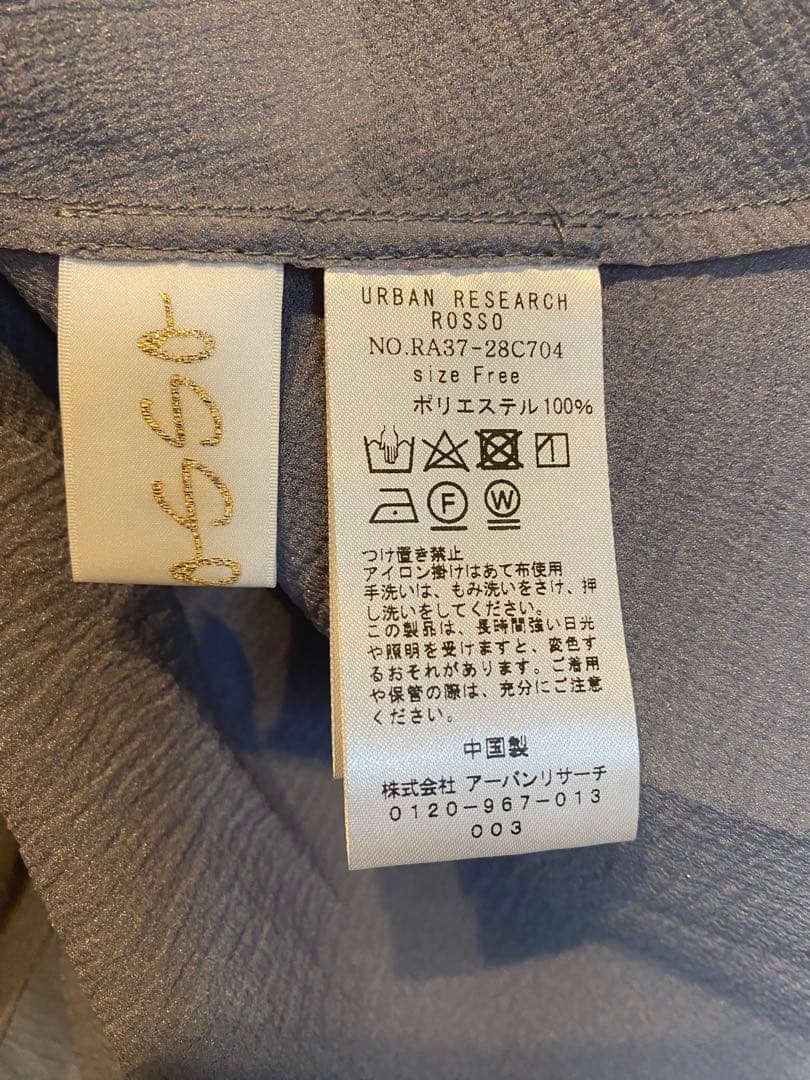 osso
URBAN RESEARCH
ROSSO
NO.RA37-28C704
size Free
ポリエステル100%
F W
つけ置き禁止
アイロン掛けはあて布使用
手洗いは、もみ洗いをさけ、押
し洗いをしてください。
この製品は、長時間強い日光
や照明を受けますと、変色す
るおそれがあります。ご着用
や保管の際は、充分にご注意
ください。
中国製
株式会社 アーバンリサーチ
0120-967-013
003